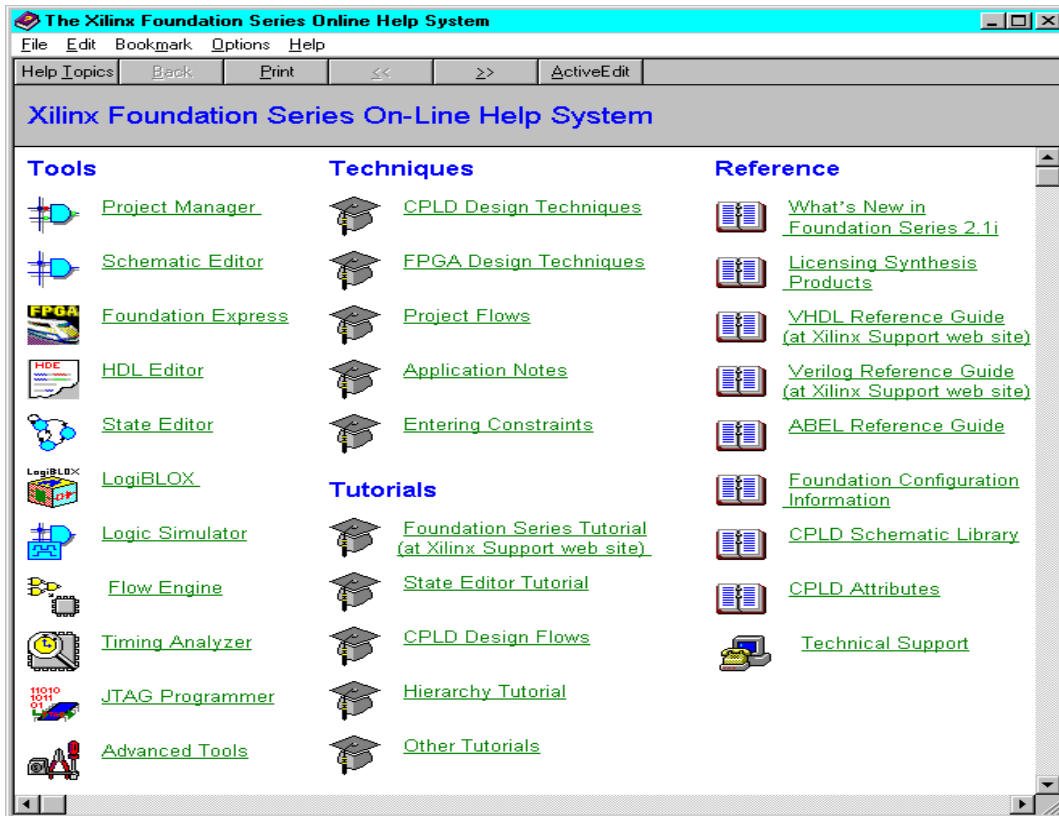 The Xilinx Foundation Series Online Help System
File Edit Bookmark Options Help
Help Topics Back Print << >> ActiveEdit
Xilinx Foundation Series On-Line Help System
Tools
Project Manager
Schematic Editor
FPGA
Foundation Express
HDE
HDL Editor
State Editor
LogiBLOX
LogiBLOX
Logic Simulator
Flow Engine
Timing Analyzer
11010
1011
01
JTAG Programmer
Advanced Tools
Techniques
CPLD Design Techniques
FPGA Design Techniques
Project Flows
Application Notes
Entering Constraints
Tutorials
Foundation Series Tutorial
(at Xilinx Support web site)
State Editor Tutorial
CPLD Design Flows
Hierarchy Tutorial
Other Tutorials
Reference
What's New in
Foundation Series 2.1i
Licensing Synthesis
Products
VHDL Reference Guide
(at Xilinx Support web site)
Verilog Reference Guide
(at Xilinx Support web site)
ABEL Reference Guide
Foundation Configuration
Information
CPLD Schematic Library
CPLD Attributes
Technical Support